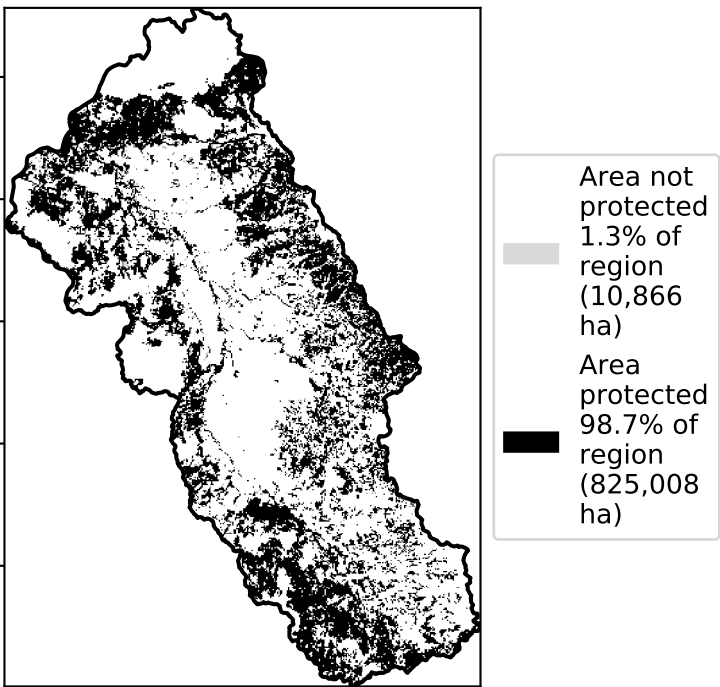 Area not
protected
1.3% of
region
(10,866
ha)
Area
protected
98.7% of
region
(825,008
ha)